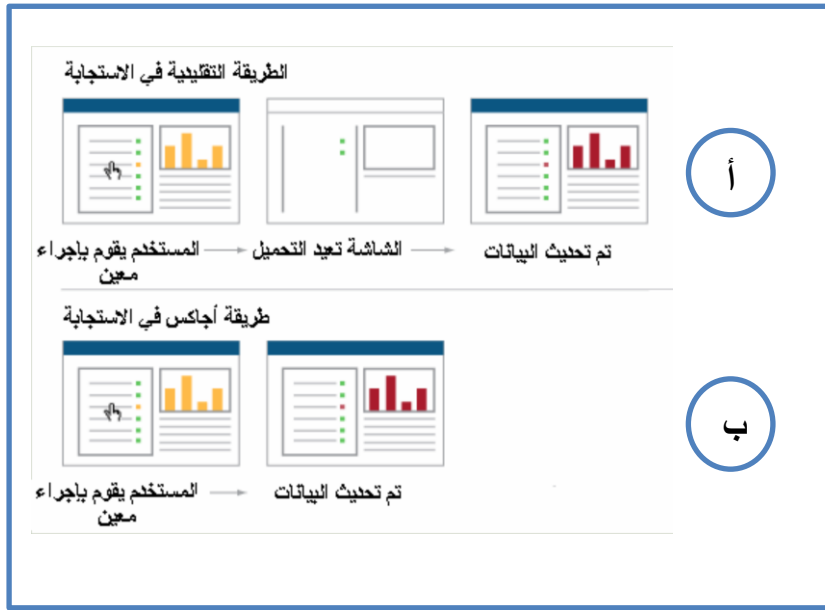 الطريقة التقليدية في الاستجابة
أ
المستخدم يقوم بإجراء معين
الشاشة تعيد التحميل
تم تحديث البيانات
طريقة أجاكس في الاستجابة
ب
المستخدم يقوم بإجراء معين
تم تحديث البيانات